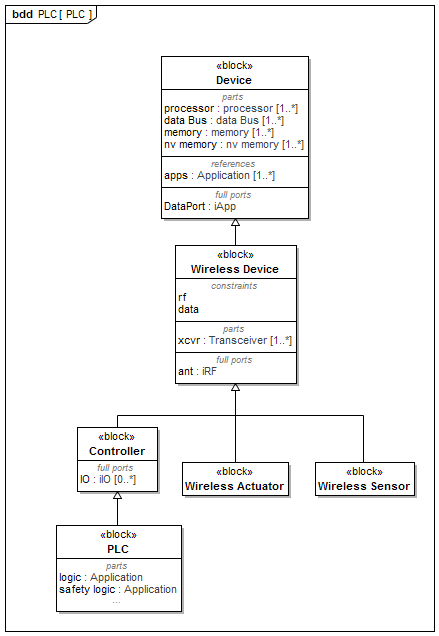 bdd PLC [ PLC ]
«block»
Device
parts
processor : processor [1..*]
data Bus : data Bus [1..*]
memory : memory [1..*]
nv memory : nv memory [1..*]
references
apps : Application [1..*]
full ports
DataPort : iApp
«block»
Wireless Device
constraints
rf
data
parts
xcvr : Transceiver [1..*]
full ports
ant : iRF
«block»
Controller
full ports
IO : iIO [0..*]
«block»
Wireless Actuator
«block»
Wireless Sensor
«block»
PLC
parts
logic : Application
safety logic : Application
...